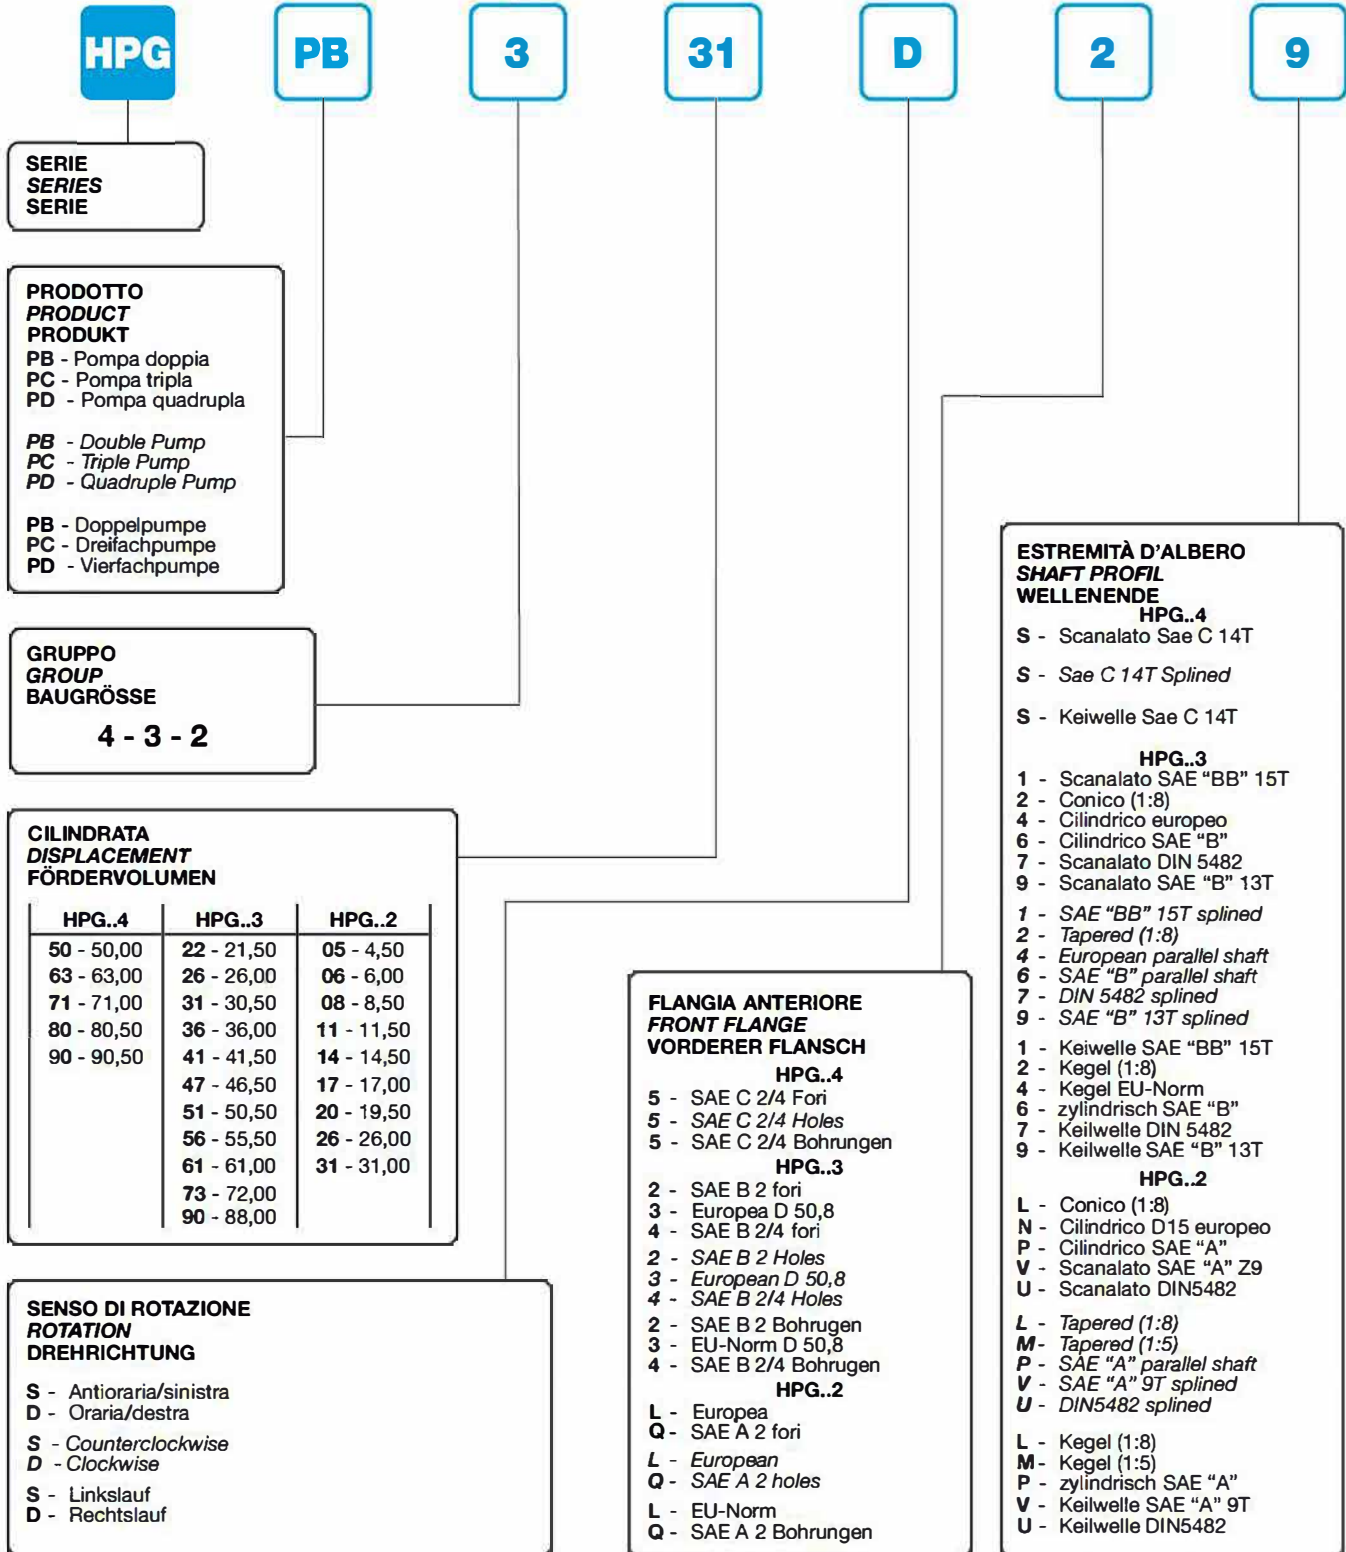 HPG PB 3 31 D 2 9
SERIE
SERIES
SERIE
PRODOTTO
PRODUCT
PRODUKT
PB - Pompa doppia
PC - Pompa tripla
PD - Pompa quadrupla
PB - Double Pump
PC - Triple Pump
PD - Quadruple Pump
PB - Doppelpumpe
PC - Dreifachpumpe
PD - Vierfachpumpe
GRUPPO
GROUP
BAUGRÖSSE
4 - 3 - 2
CILINDRATA
DISPLACEMENT
FÖRDERVOLUMEN
HPG..4 HPG..3 HPG..2
50 - 50,00 22 - 21,50 05 - 4,50
63 - 63,00 26 - 26,00 06 - 6,00
71 - 71,00 31 - 30,50 08 - 8,50
80 - 80,50 36 - 36,00 11 - 11,50
90 - 90,50 41 - 41,50 14 - 14,50
47 - 46,50 17 - 17,00
51 - 50,50 20 - 19,50
56 - 55,50 26 - 26,00
61 - 61,00 31 - 31,00
73 - 72,00
90 - 88,00
SENSO DI ROTAZIONE
ROTATION
DREHRICHTUNG
S - Antioraria/sinistra
D - Oraria/destra
S - Counterclockwise
D - Clockwise
S - Linkslauf
D - Rechtslauf
FLANGIA ANTERIORE
FRONT FLANGE
VORDERER FLANSCH
HPG..4
5 - SAE C 2/4 Fori
5 - SAE C 2/4 Holes
5 - SAE C 2/4 Bohrungen
HPG..3
2 - SAE B 2 fori
3 - Europea D 50,8
4 - SAE B 2/4 fori
2 - SAE B 2 Holes
3 - European D 50,8
4 - SAE B 2/4 Holes
2 - SAE B 2 Bohrugen
3 - EU-Norm D 50,8
4 - SAE B 2/4 Bohrugen
HPG..2
L - Europea
Q - SAE A 2 fori
L - European
Q - SAE A 2 holes
L - EU-Norm
Q - SAE A 2 Bohrungen
ESTREMITÀ D'ALBERO
SHAFT PROFIL
WELLENENDE
HPG..4
S - Scanalato Sae C 14T
S - Sae C 14T Splined
S - Keiwelle Sae C 14T
HPG..3
1 - Scanalato SAE “BB” 15T
2 - Conico (1:8)
4 - Cilindrico europeo
6 - Cilindrico SAE “B”
7 - Scanalato DIN 5482
9 - Scanalato SAE “B” 13T
1 - SAE “BB” 15T splined
2 - Tapered (1:8)
4 - European parallel shaft
6 - SAE “B” parallel shaft
7 - DIN 5482 splined
9 - SAE “B” 13T splined
1 - Keiwelle SAE “BB” 15T
2 - Kegel (1:8)
4 - Kegel EU-Norm
6 - zylindrisch SAE “B”
7 - Keilwelle DIN 5482
9 - Keilwelle SAE “B” 13T
HPG..2
L - Conico (1:8)
N - Cilindrico D15 europeo
P - Cilindrico SAE “A”
V - Scanalato SAE “A” Z9
U - Scanalato DIN5482
L - Tapered (1:8)
M - Tapered (1:5)
P - SAE “A” parallel shaft
V - SAE “A” 9T splined
U - DIN5482 splined
L - Kegel (1:8)
M - Kegel (1:5)
P - zylindrisch SAE “A”
V - Keilwelle SAE “A” 9T
U - Keilwelle DIN5482